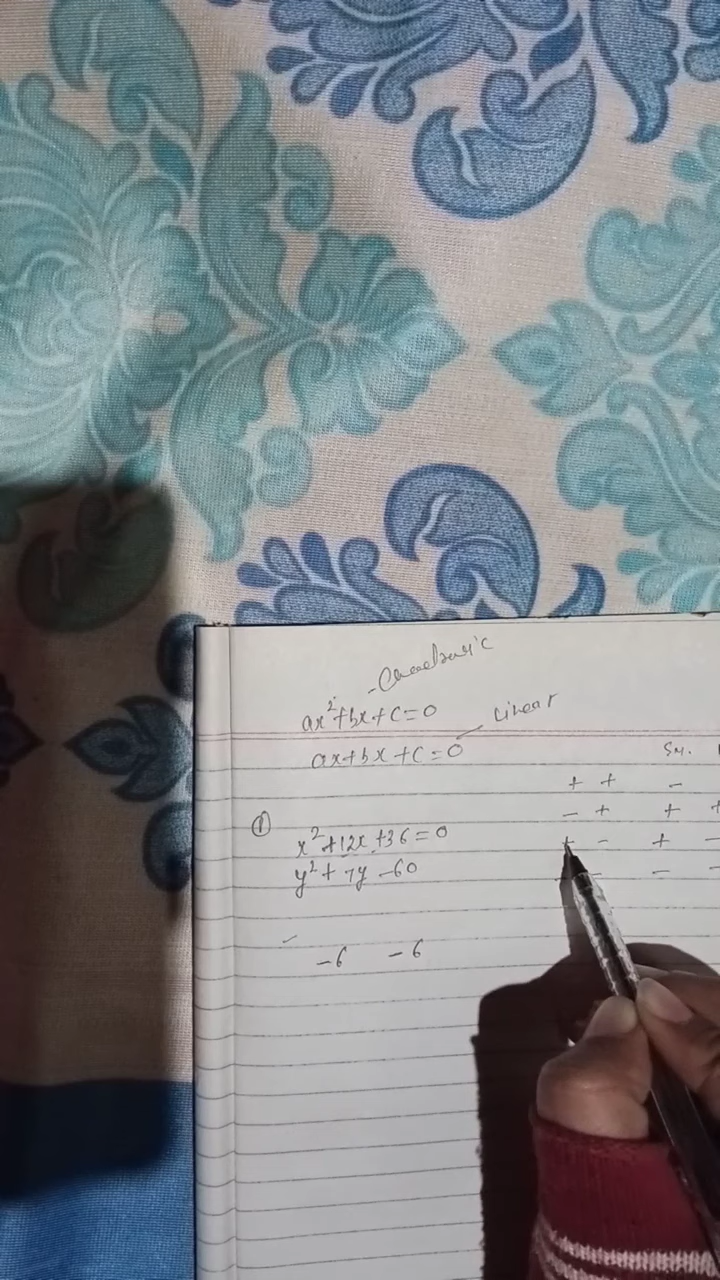 Quadratic
ax²+bx+c=0
Linear
ax+bx+c=0
+ + -
- + + +
①
x²+12x+36=0
+ - + -
y²+7y-60
- - -
-6 -6